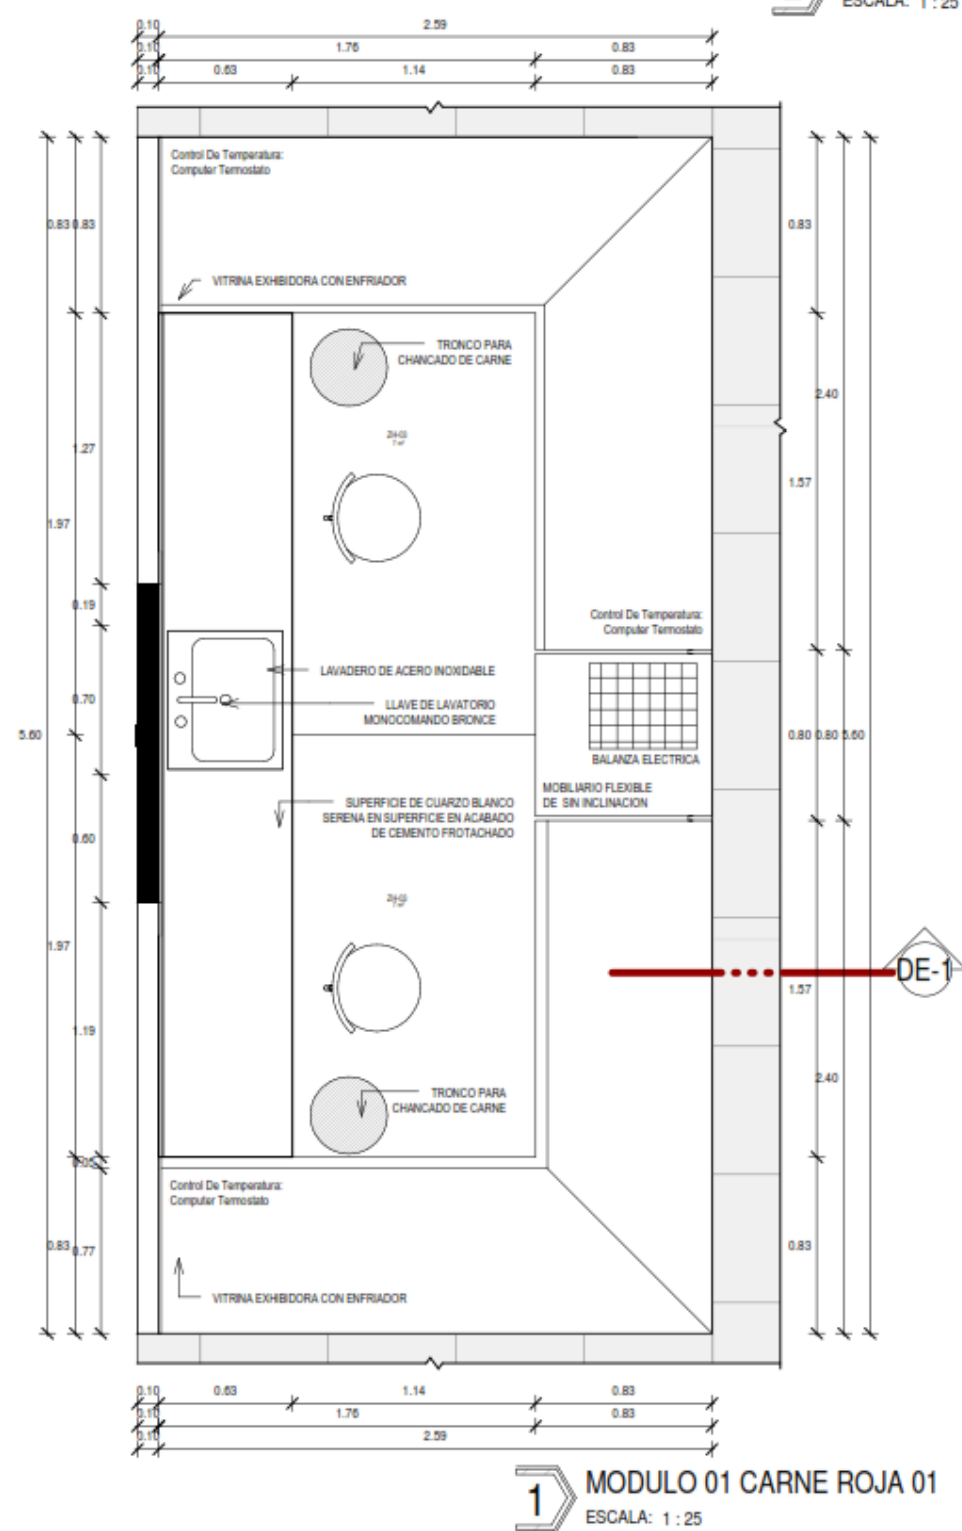 ESCALA: 1 : 25
0.10 2.59
0.10 1.76 0.83
0.10 0.63 1.14 0.83
Control De Temperatura:
Computer Termostato
0.83 0.83
0.83
VITRINA EXHIBIDORA CON ENFRIADOR
TRONCO PARA
CHANCADO DE CARNE
2.40
1.27
1.57
1.97
0.19
Control De Temperatura:
Computer Termostato
LAVADERO DE ACERO INOXIDABLE
0.70
LLAVE DE LAVATORIO
MONOCOMANDO BRONCE
5.60
0.80 0.80 5.60
BALANZA ELECTRICA
MOBILIARIO FLEXIBLE
DE SIN INCLINACION
SUPERFICIE DE CUARZO BLANCO
SERENA EN SUPERFICIE EN ACABADO
DE CEMENTO FROTACHADO
0.60
1.97
DE-1
1.57
1.19
2.40
TRONCO PARA
CHANCADO DE CARNE
0.05
Control De Temperatura:
Computer Termostato
0.83 0.77
0.83
VITRINA EXHIBIDORA CON ENFRIADOR
0.10 0.63 1.14 0.83
0.10 1.76 0.83
0.10 2.59
1 MODULO 01 CARNE ROJA 01
ESCALA: 1 : 25